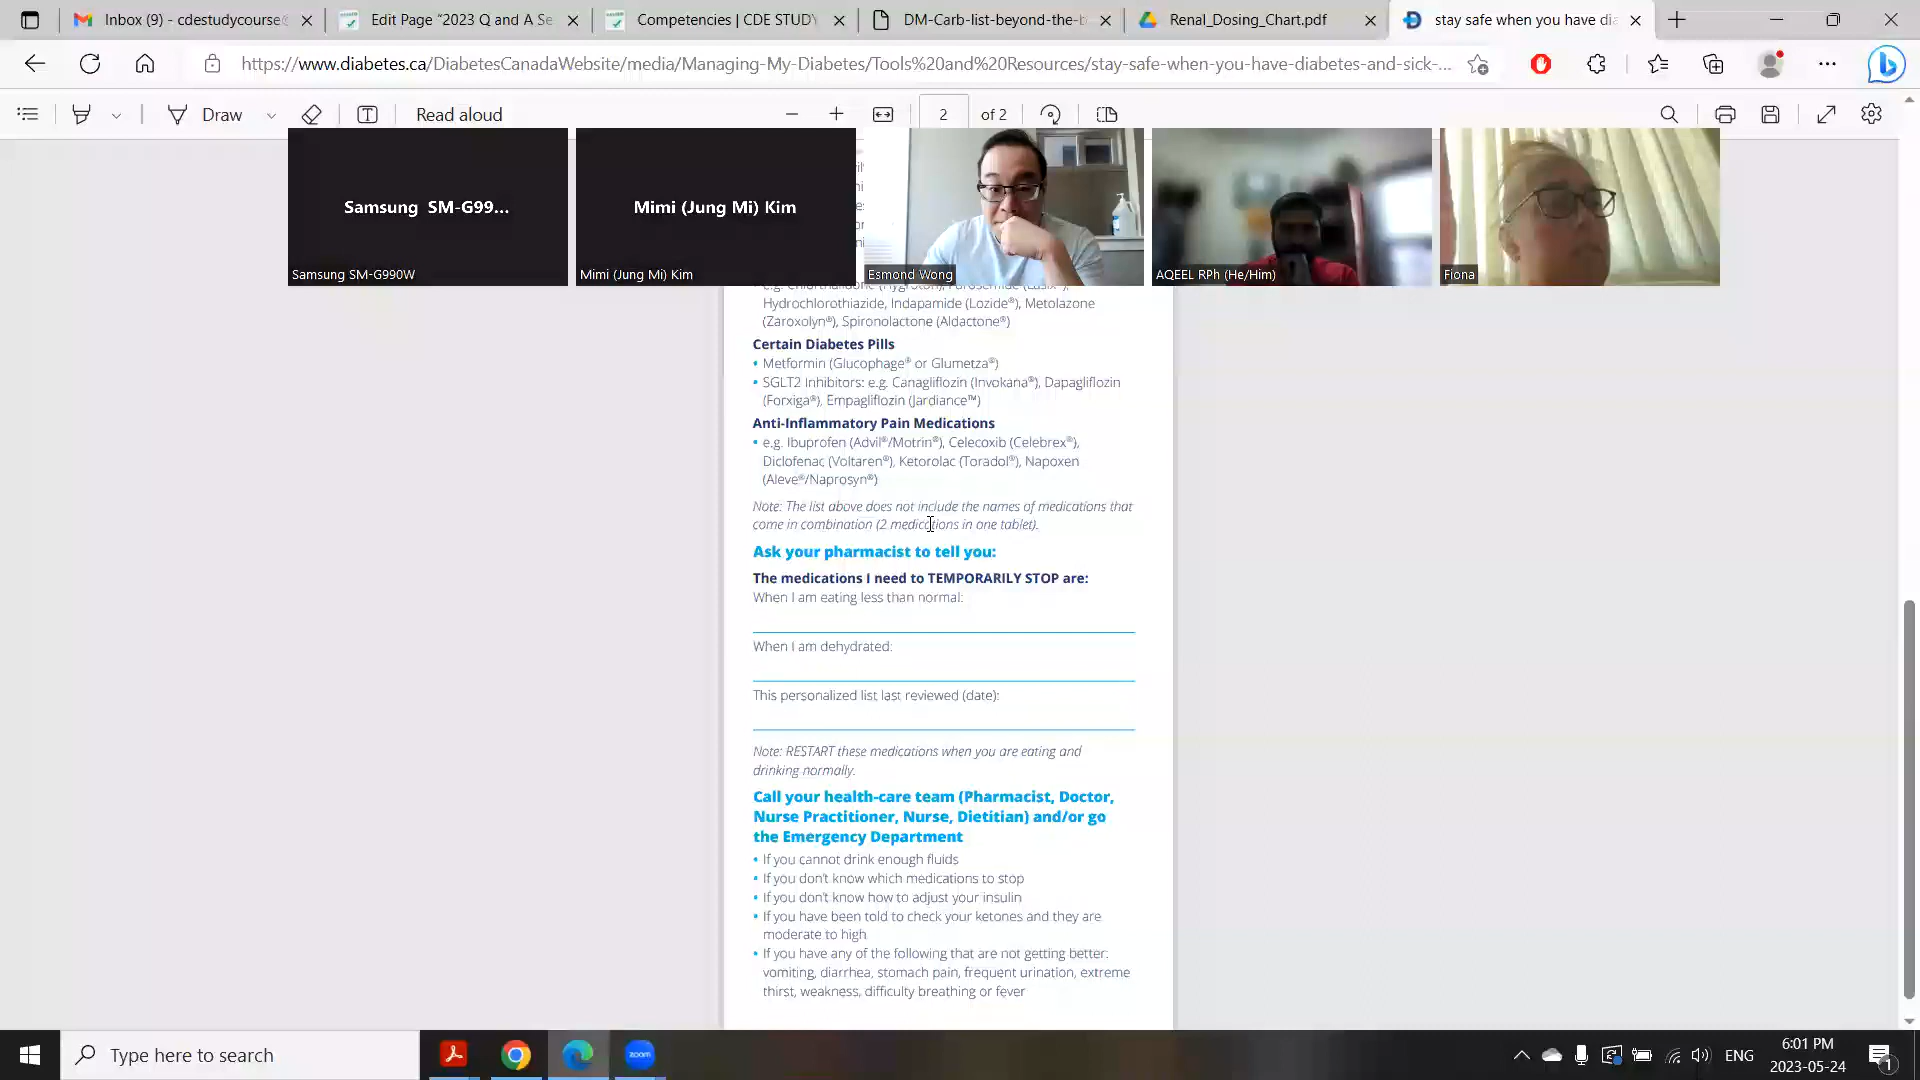 Inbox (9) - cdestudycourse@
Edit Page "2023 Q and A Se
Competencies | CDE STUDY
DM-Carb-list-beyond-the-b
Renal_Dosing_Chart.pdf
stay safe when you have dia
https://www.diabetes.ca/DiabetesCanadaWebsite/media/Managing-My-Diabetes/Tools%20and%20Resources/stay-safe-when-you-have-diabetes-and-sick-...
Draw
Read aloud
2
of 2
Samsung SM-G99...
Samsung SM-G990W
Mimi (Jung Mi) Kim
Mimi (Jung Mi) Kim
Esmond Wong
AQEEL RPh (He/Him)
Fiona
Hydrochlorothiazide, Indapamide (Lozide®), Metolazone
(Zaroxolyn®), Spironolactone (Aldactone®)
Certain Diabetes Pills
• Metformin (Glucophage® or Glumetza®)
• SGLT2 Inhibitors: e.g. Canagliflozin (Invokana®), Dapagliflozin
(Forxiga®), Empagliflozin (Jardiance™)
Anti-Inflammatory Pain Medications
• e.g. Ibuprofen (Advil®/Motrin®), Celecoxib (Celebrex®),
Diclofenac (Voltaren®), Ketorolac (Toradol®), Napoxen
(Aleve®/Naprosyn®)
Note: The list above does not include the names of medications that
come in combination (2 medications in one tablet).
Ask your pharmacist to tell you:
The medications I need to TEMPORARILY STOP are:
When I am eating less than normal:
When I am dehydrated:
This personalized list last reviewed (date):
Note: RESTART these medications when you are eating and
drinking normally.
Call your health-care team (Pharmacist, Doctor,
Nurse Practitioner, Nurse, Dietitian) and/or go
the Emergency Department
• If you cannot drink enough fluids
• If you don't know which medications to stop
• If you don't know how to adjust your insulin
• If you have been told to check your ketones and they are
moderate to high
• If you have any of the following that are not getting better:
vomiting, diarrhea, stomach pain, frequent urination, extreme
thirst, weakness, difficulty breathing or fever
Type here to search
zoom
ENG
6:01 PM
2023-05-24
1